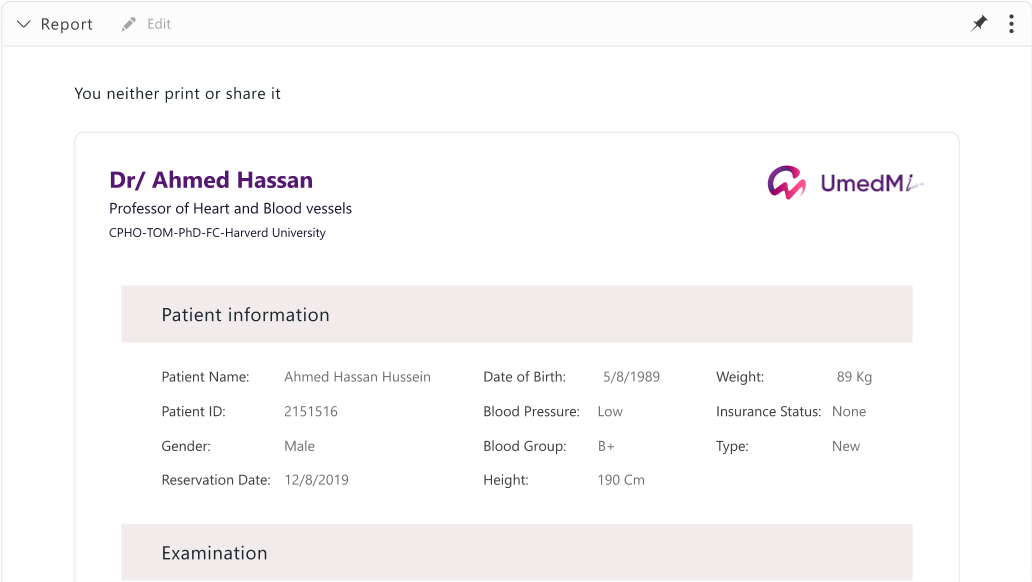 Report Edit
You neither print or share it
Dr/ Ahmed Hassan
UmedMi
Professor of Heart and Blood vessels
CPHO-TOM-PhD-FC-Harverd University
Patient information
Patient Name: Ahmed Hassan Hussein Date of Birth: 5/8/1989 Weight: 89 Kg
Patient ID: 2151516 Blood Pressure: Low Insurance Status: None
Gender: Male Blood Group: B+ Type: New
Reservation Date: 12/8/2019 Height: 190 Cm
Examination